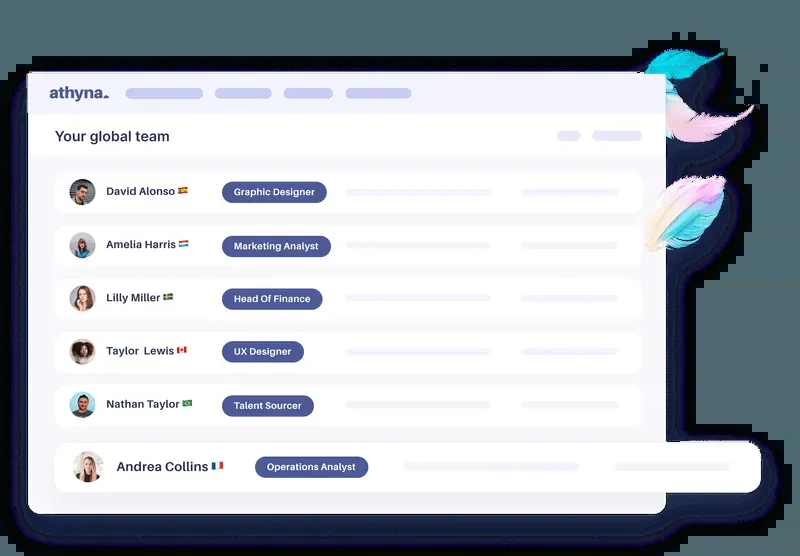 athyna.
Your global team
David Alonso
Graphic Designer
Amelia Harris
Marketing Analyst
Lilly Miller
Head Of Finance
Taylor Lewis
UX Designer
Nathan Taylor
Talent Sourcer
Andrea Collins
Operations Analyst